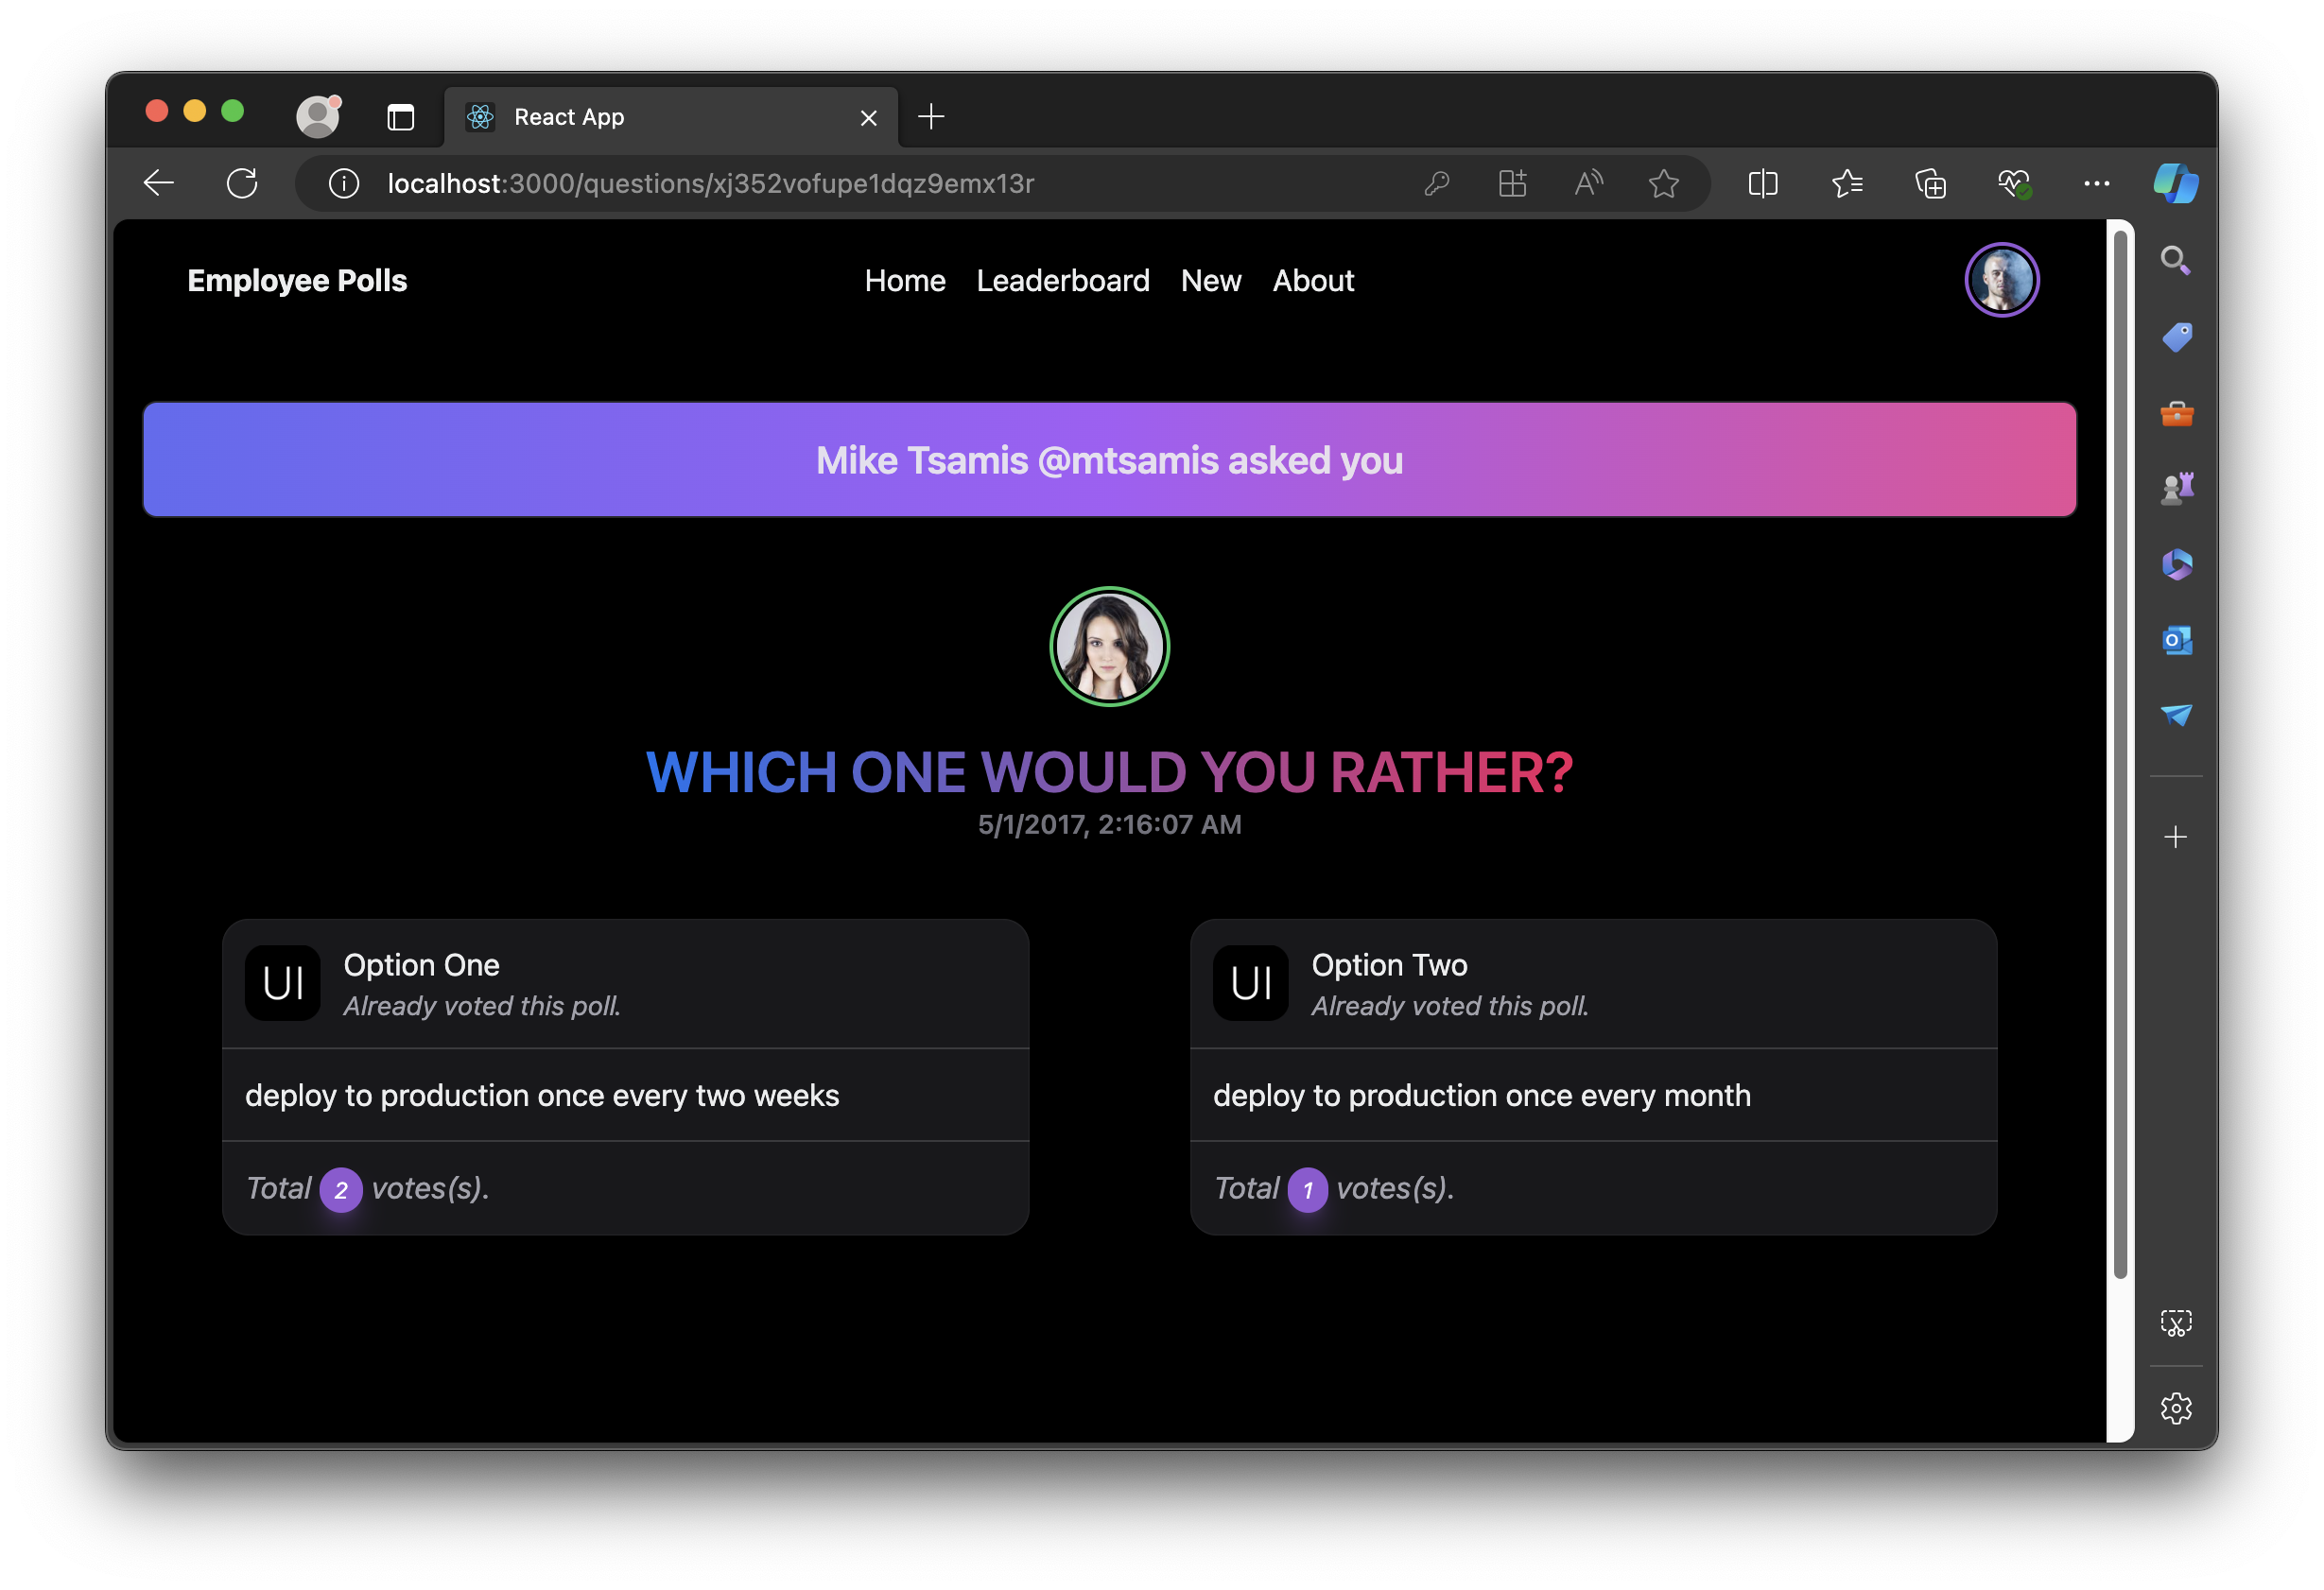 React App
localhost:3000/questions/xj352vofupe1dqz9emx13r
Employee Polls
Home Leaderboard New About
Mike Tsamis @mtsamis asked you
WHICH ONE WOULD YOU RATHER?
5/1/2017, 2:16:07 AM
UI
Option One
Already voted this poll.
deploy to production once every two weeks
Total 2 votes(s).
UI
Option Two
Already voted this poll.
deploy to production once every month
Total 1 votes(s).